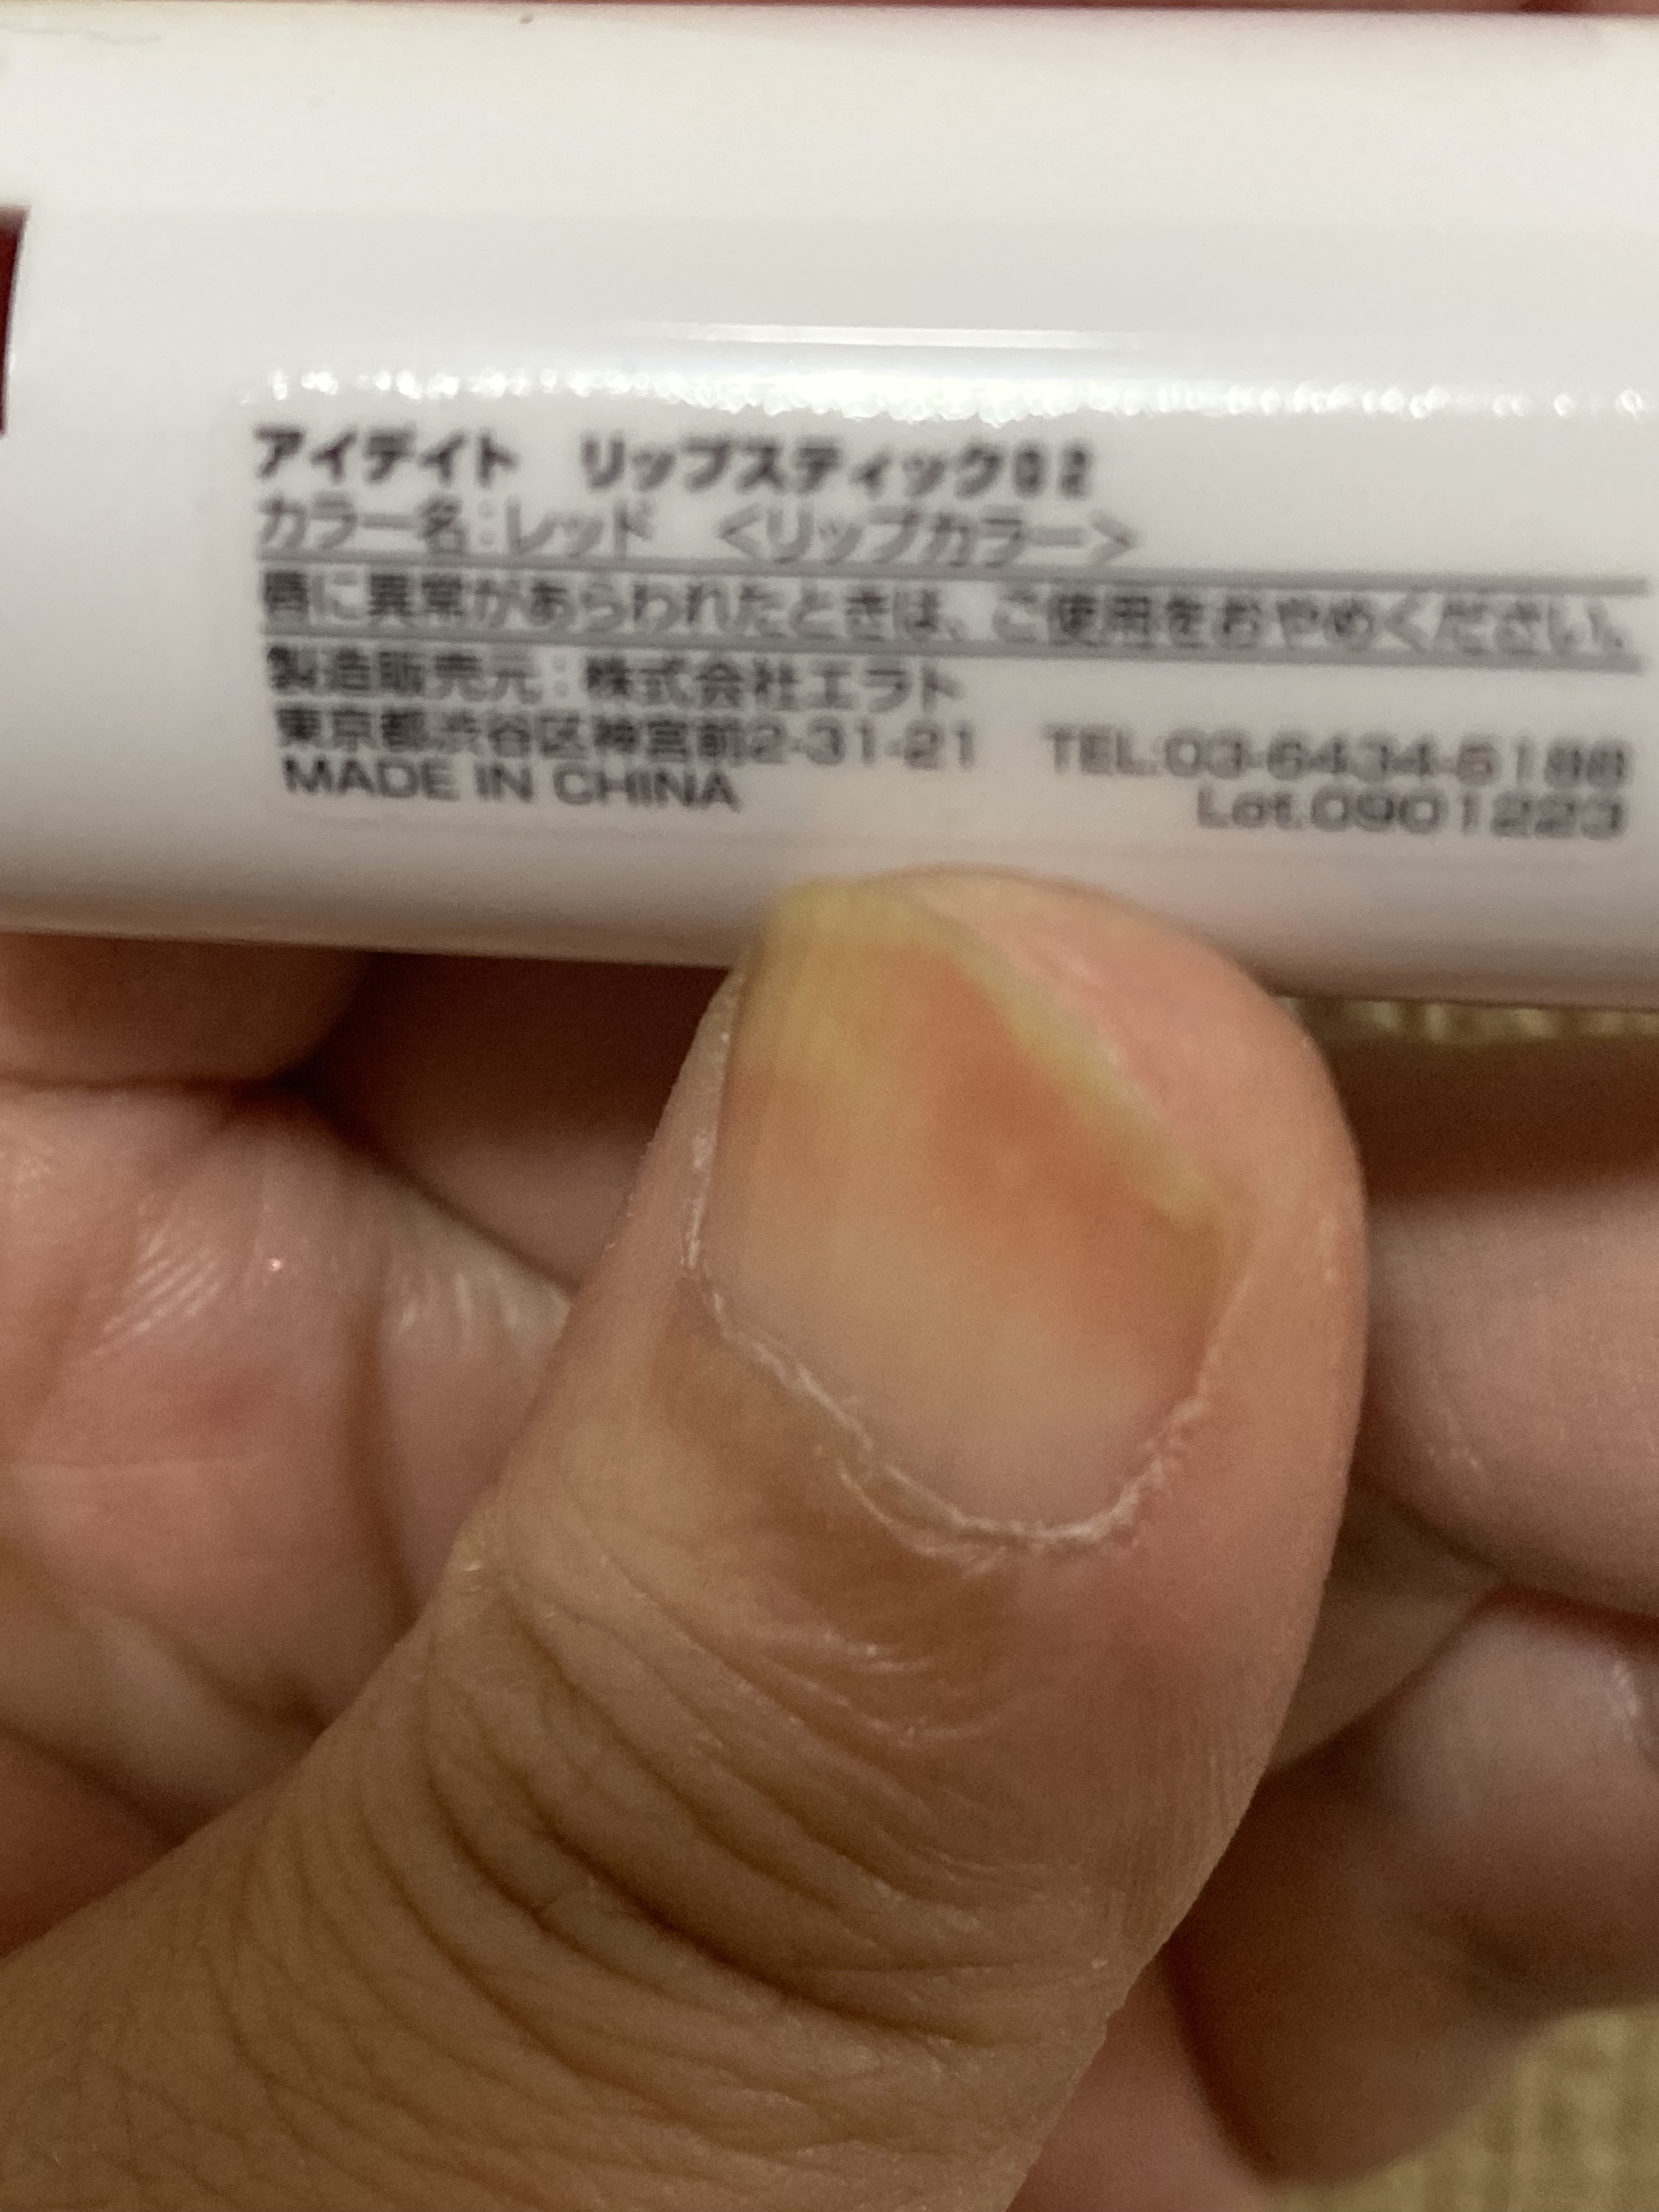 アイデイト　リップスティック02
カラー名：レッド　＜リップカラー＞
唇に異常があらわれたときは、ご使用をおやめください。
製造販売元：株式会社エラト
東京都渋谷区神宮前2-31-21　TEL:03-6434-5188
MADE IN CHINA　Lot.0901223